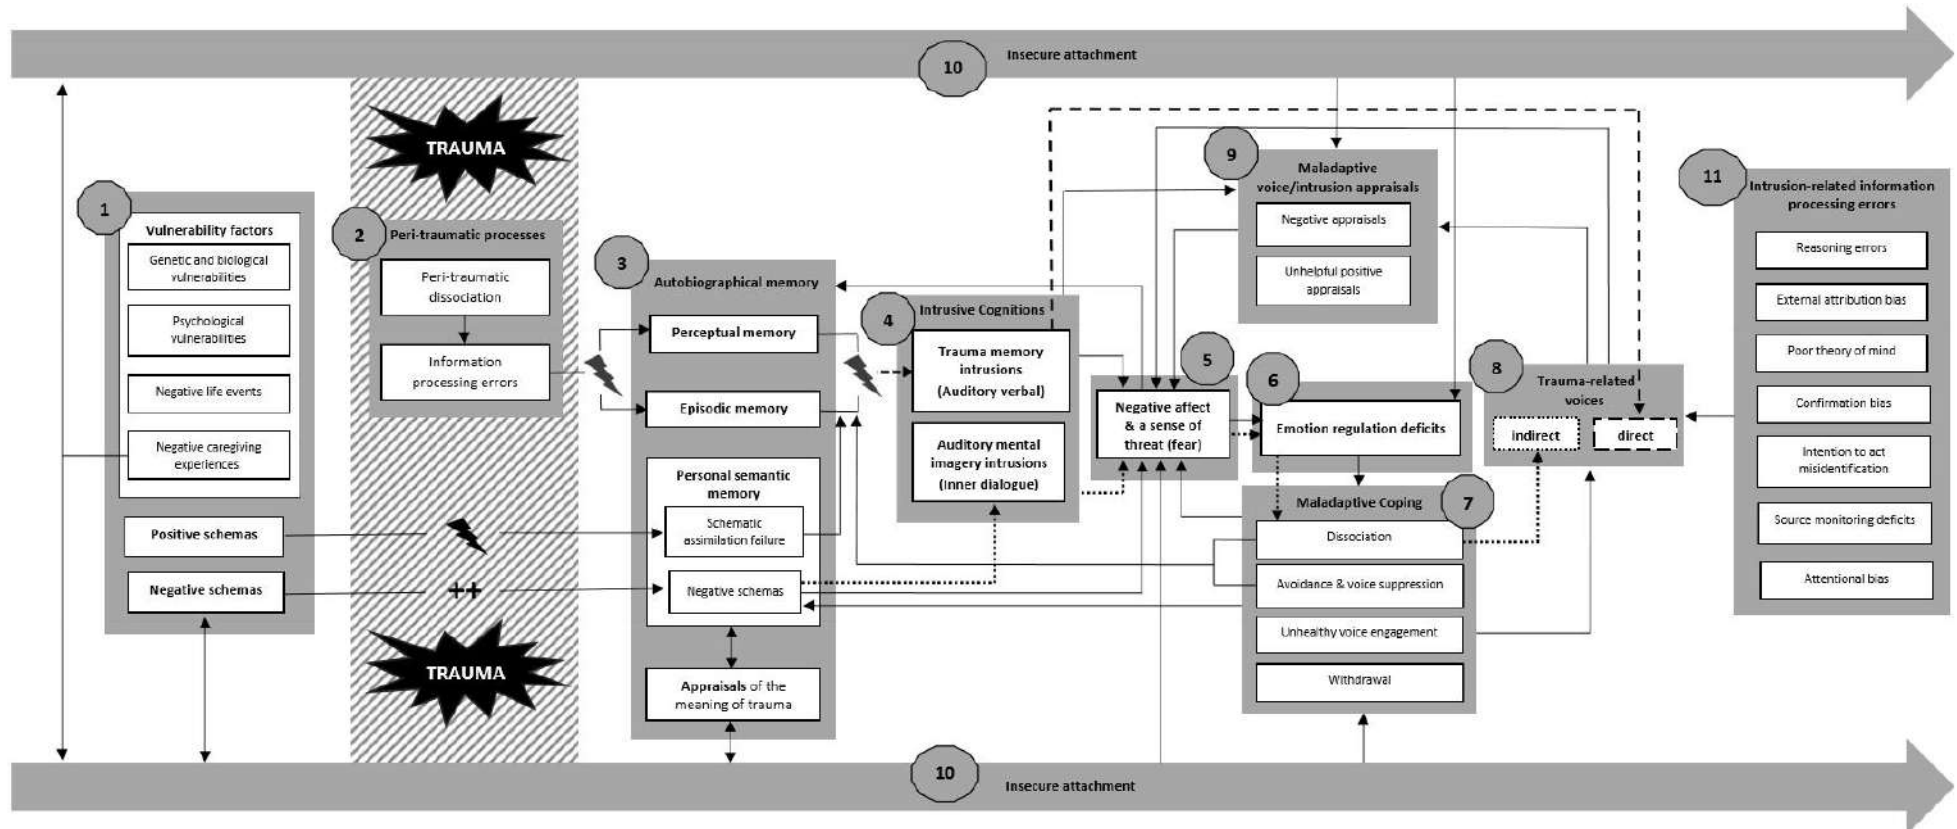 10
Insecure attachment
TRAUMA
1
Vulnerability factors
Genetic and biological
vulnerabilities
Psychological
vulnerabilities
Negative life events
Negative caregiving
experiences
Positive schemas
Negative schemas
2
Peri-traumatic processes
Peri-traumatic
dissociation
Information
processing errors
++
TRAUMA
3
Autobiographical memory
Perceptual memory
Episodic memory
Personal semantic
memory
Schematic
assimilation failure
Negative schemas
Appraisals of the
meaning of trauma
4
Intrusive Cognitions
Trauma memory
intrusions
(Auditory verbal)
Auditory mental
imagery intrusions
(Inner dialogue)
5
Negative affect
& a sense of
threat (fear)
6
Emotion regulation deficits
7
Maladaptive Coping
Dissociation
Avoidance & voice suppression
Unhealthy voice engagement
Withdrawal
8
Trauma-related
voices
indirect
direct
9
Maladaptive
voice/intrusion appraisals
Negative appraisals
Unhelpful positive
appraisals
11
Intrusion-related information
processing errors
Reasoning errors
External attribution bias
Poor theory of mind
Confirmation bias
Intention to act
misidentification
Source monitoring deficits
Attentional bias
10
Insecure attachment